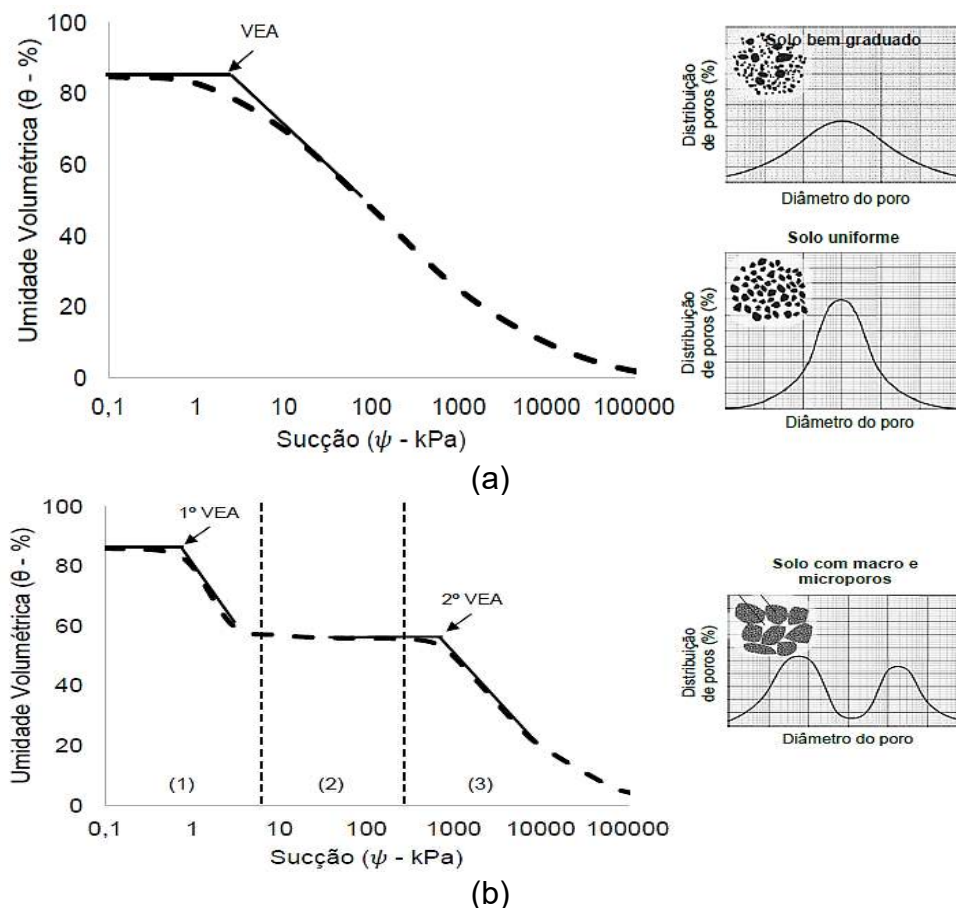 100
80
60
40
20
0
Umidade Volumétrica (θ - %)
VEA
0,1 1 10 100 1000 10000 100000
Sucção (ψ - kPa)
Solo bem graduado
Distribuição
de poros (%)
Diâmetro do poro
Solo uniforme
Distribuição
de poros (%)
Diâmetro do poro
(a)
100
80
60
40
20
0
Umidade Volumétrica (θ - %)
1º VEA
2º VEA
(1) (2) (3)
0,1 1 10 100 1000 10000 100000
Sucção (ψ - kPa)
Solo com macro e
microporos
Distribuição
de poros (%)
Diâmetro do poro
(b)